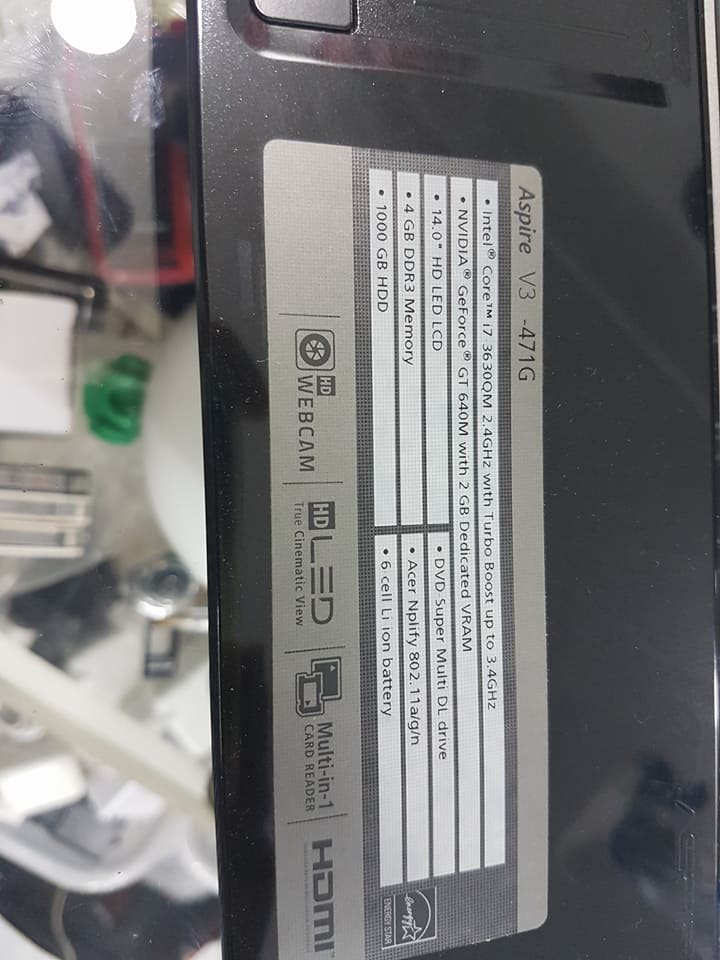 Aspire V3 -471G
• Intel® Core™ i7 3630QM 2.4GHz with Turbo Boost up to 3.4GHz
• NVIDIA® GeForce® GT 640M with 2 GB Dedicated VRAM
• 14.0" HD LED LCD
• DVD Super Multi DL drive
• 4 GB DDR3 Memory
• Acer Nplify 802.11a/g/n
• 1000 GB HDD
• 6 cell Li ion battery
energy
ENERGY STAR
HD
WEBCAM
HD LED
True Cinematic View
Multi-in-1
CARD READER
HDMI™